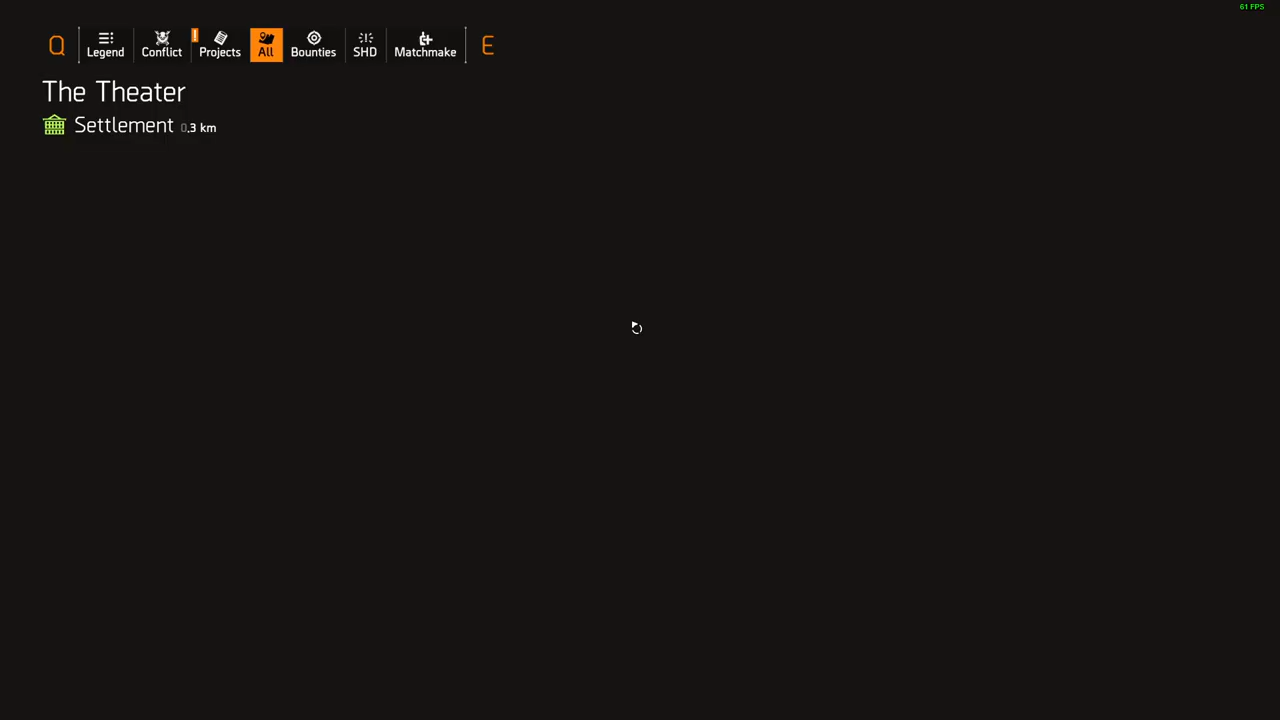 61 FPS
Q Legend Conflict ! Projects All Bounties SHD Matchmake E
The Theater
Settlement 0.3 km